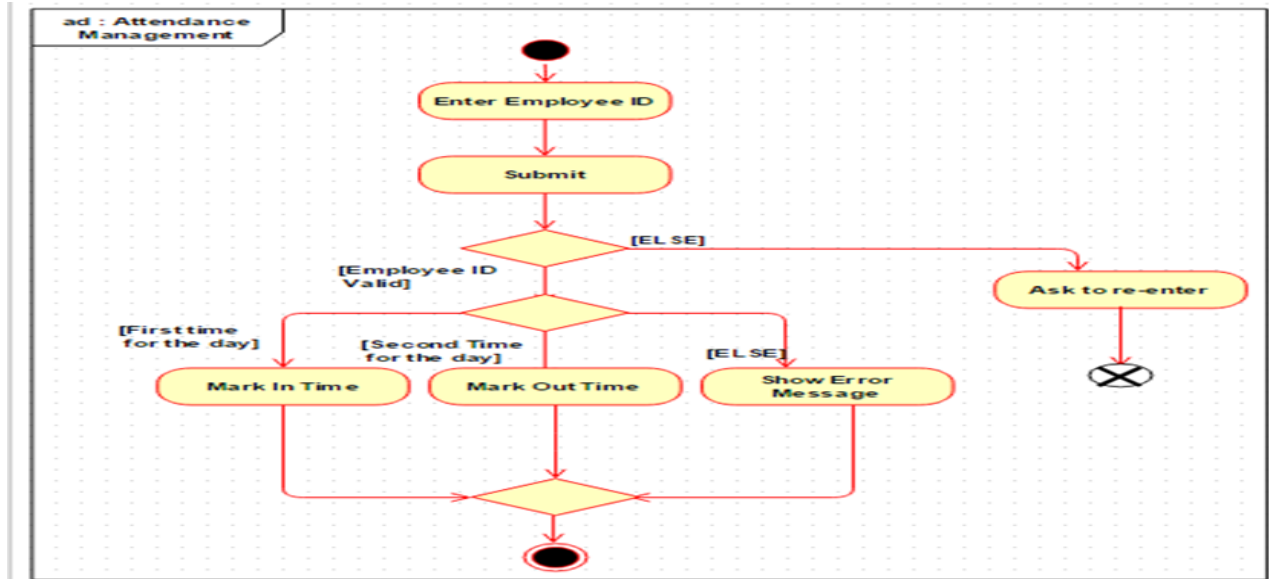 ad : Attendance
Management
Enter Employee ID
Submit
[ELSE]
[Employee ID
Valid]
Ask to re-enter
[First time
for the day]
[Second Time
for the day]
[ELSE]
Mark In Time
Mark Out Time
Show Error
Message